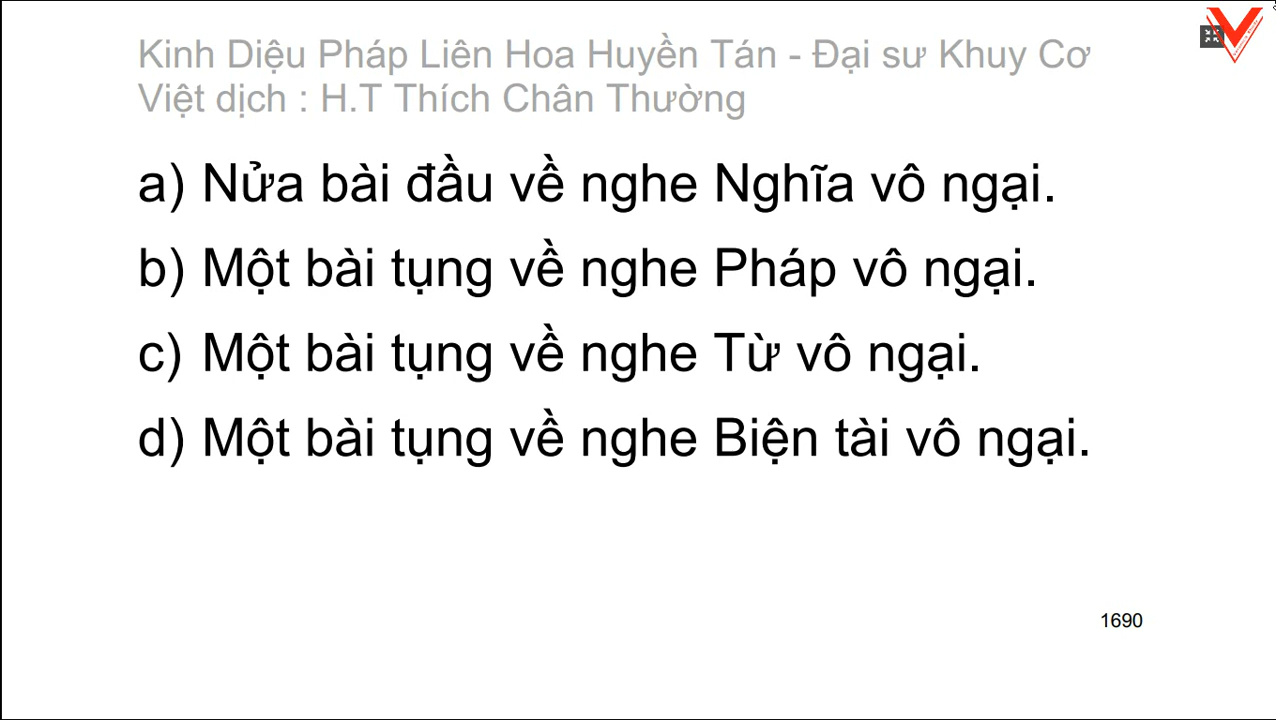 Kinh Diệu Pháp Liên Hoa Huyền Tán - Đại sư Khuy Cơ
Việt dịch : H.T Thích Chân Thường
a) Nửa bài đầu về nghe Nghĩa vô ngại.
b) Một bài tụng về nghe Pháp vô ngại.
c) Một bài tụng về nghe Từ vô ngại.
d) Một bài tụng về nghe Biện tài vô ngại.
1690